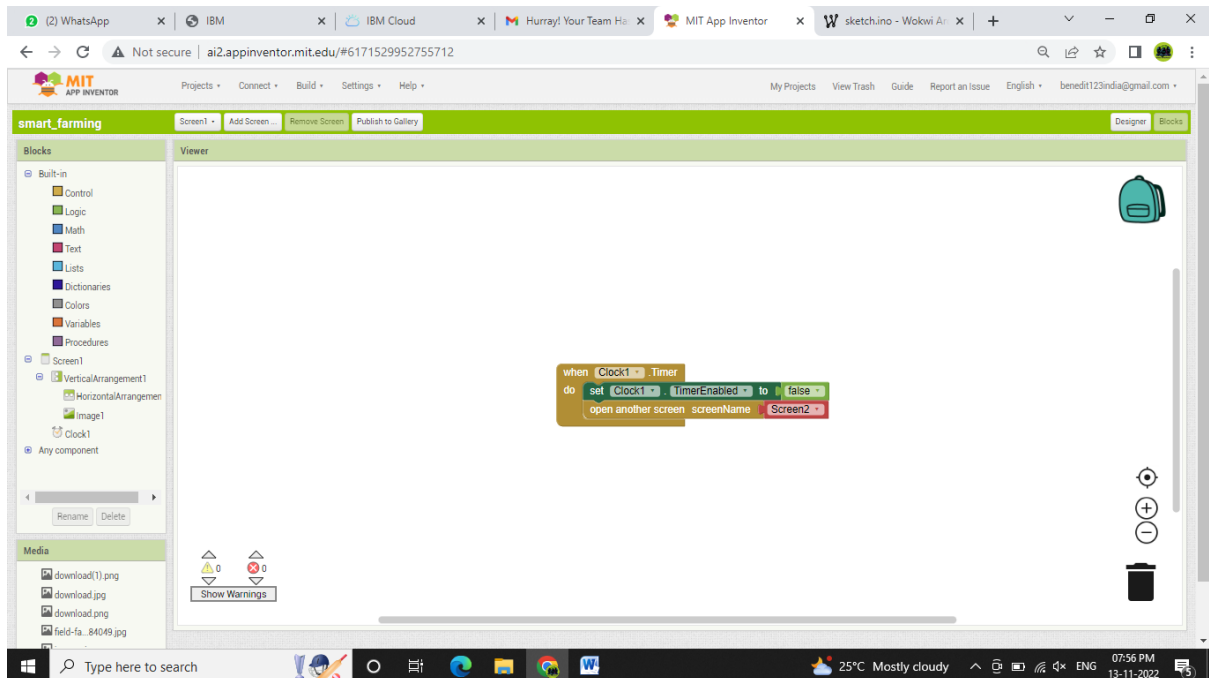 (2) WhatsApp
IBM
IBM Cloud
Hurray! Your Team Ha
MIT App Inventor
sketch.ino - Wokwi Ar
Not secure
ai2.appinventor.mit.edu/#6171529952755712
MIT
APP INVENTOR
Projects
Connect
Build
Settings
Help
My Projects
View Trash
Guide
Report an Issue
English
benedit123india@gmail.com
smart_farming
Screen1
Add Screen ...
Remove Screen
Publish to Gallery
Designer
Blocks
Blocks
Viewer
Built-in
Control
Logic
Math
Text
Lists
Dictionaries
Colors
Variables
Procedures
Screen1
VerticalArrangement1
HorizontalArrangemen
Image1
Clock1
Any component
Rename
Delete
Media
download(1).png
download.jpg
download.png
field-fa...84049.jpg
when Clock1 .Timer
do set Clock1 . TimerEnabled to false
open another screen screenName Screen2
0
0
Show Warnings
Type here to search
W
25°C Mostly cloudy
ENG
07:56 PM
13-11-2022
5